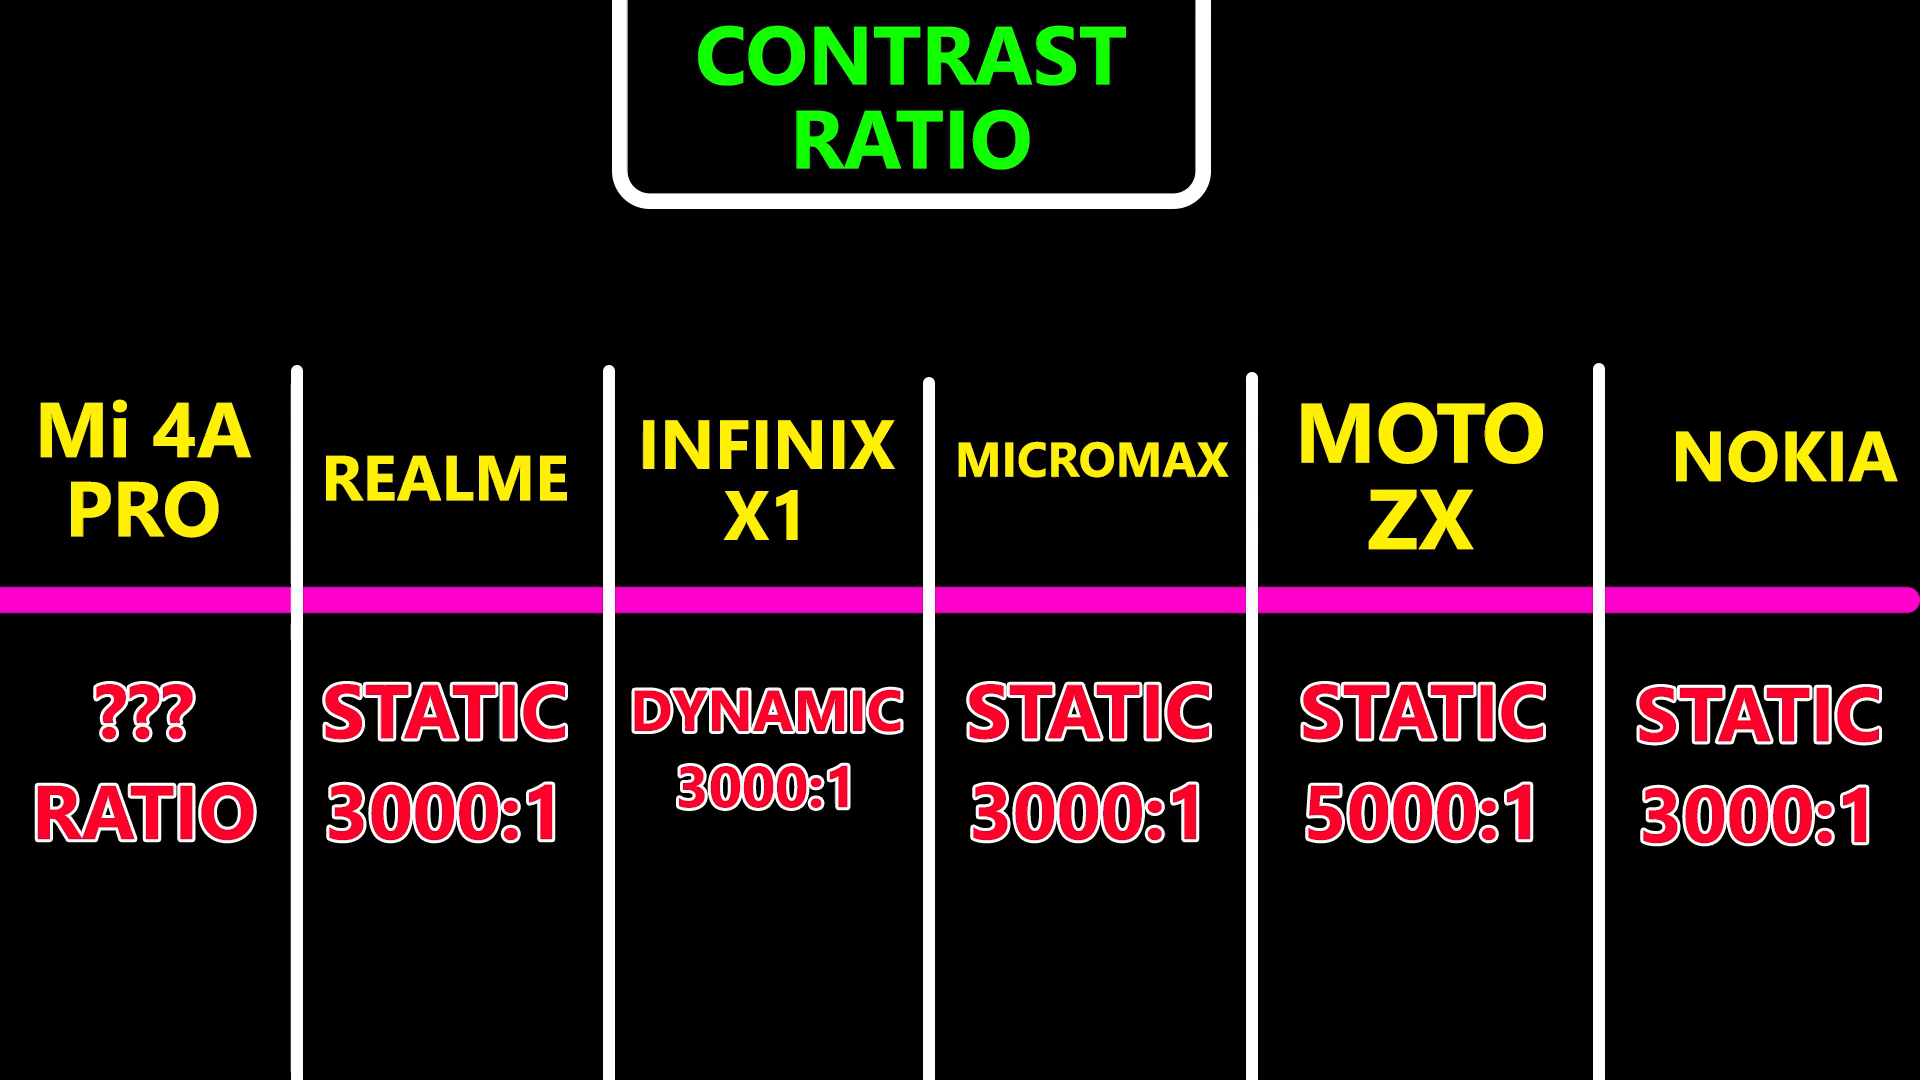 CONTRAST
RATIO
Mi 4A
PRO
REALME
INFINIX
X1
MICROMAX
MOTO
ZX
NOKIA
???
RATIO
STATIC
3000:1
DYNAMIC
3000:1
STATIC
3000:1
STATIC
5000:1
STATIC
3000:1